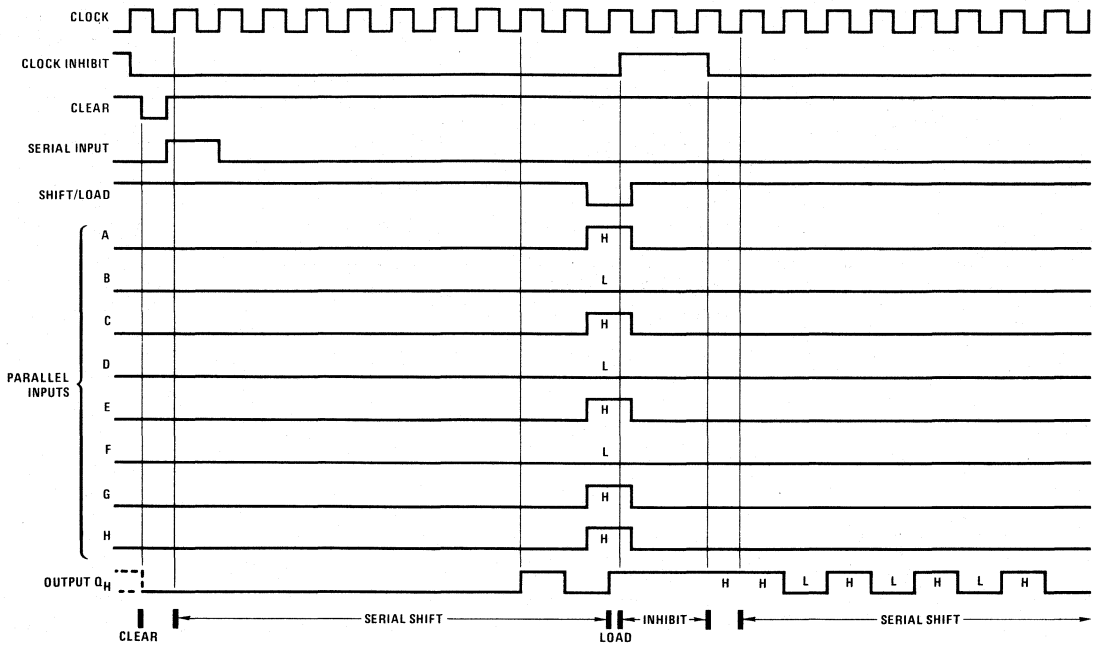 CLOCK
CLOCK INHIBIT
CLEAR
SERIAL INPUT
SHIFT/LOAD
A H
B L
C H
D L
PARALLEL INPUTS
E H
F L
G H
H H
OUTPUT QH H H L H L H L H
CLEAR SERIAL SHIFT LOAD INHIBIT SERIAL SHIFT